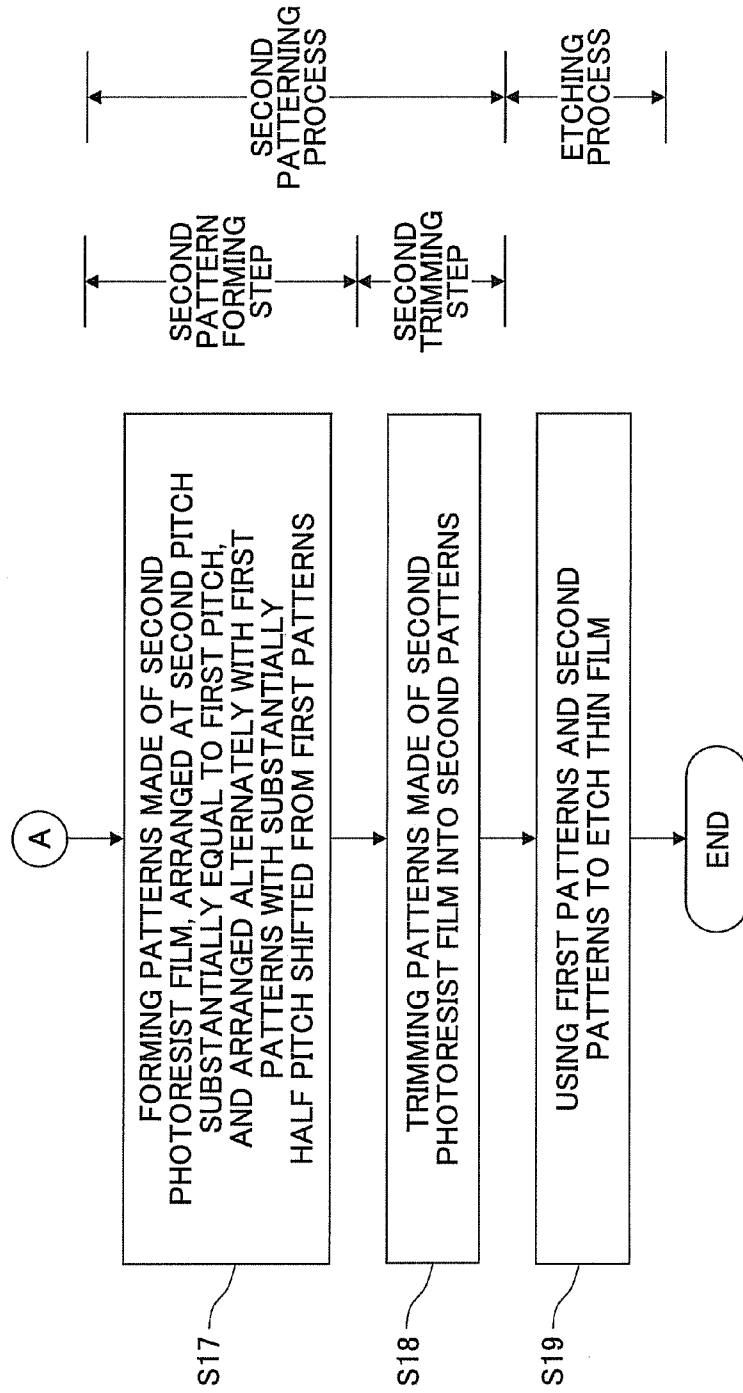 A
S17
FORMING PATTERNS MADE OF SECOND
PHOTORESIST FILM, ARRANGED AT SECOND PITCH
SUBSTANTIALLY EQUAL TO FIRST PITCH,
AND ARRANGED ALTERNATELY WITH FIRST
PATTERNS WITH SUBSTANTIALLY
HALF PITCH SHIFTED FROM FIRST PATTERNS
SECOND
PATTERN
FORMING
STEP
SECOND
PATTERNING
PROCESS
S18
TRIMMING PATTERNS MADE OF SECOND
PHOTORESIST FILM INTO SECOND PATTERNS
SECOND
TRIMMING
STEP
S19
USING FIRST PATTERNS AND SECOND
PATTERNS TO ETCH THIN FILM
ETCHING
PROCESS
END